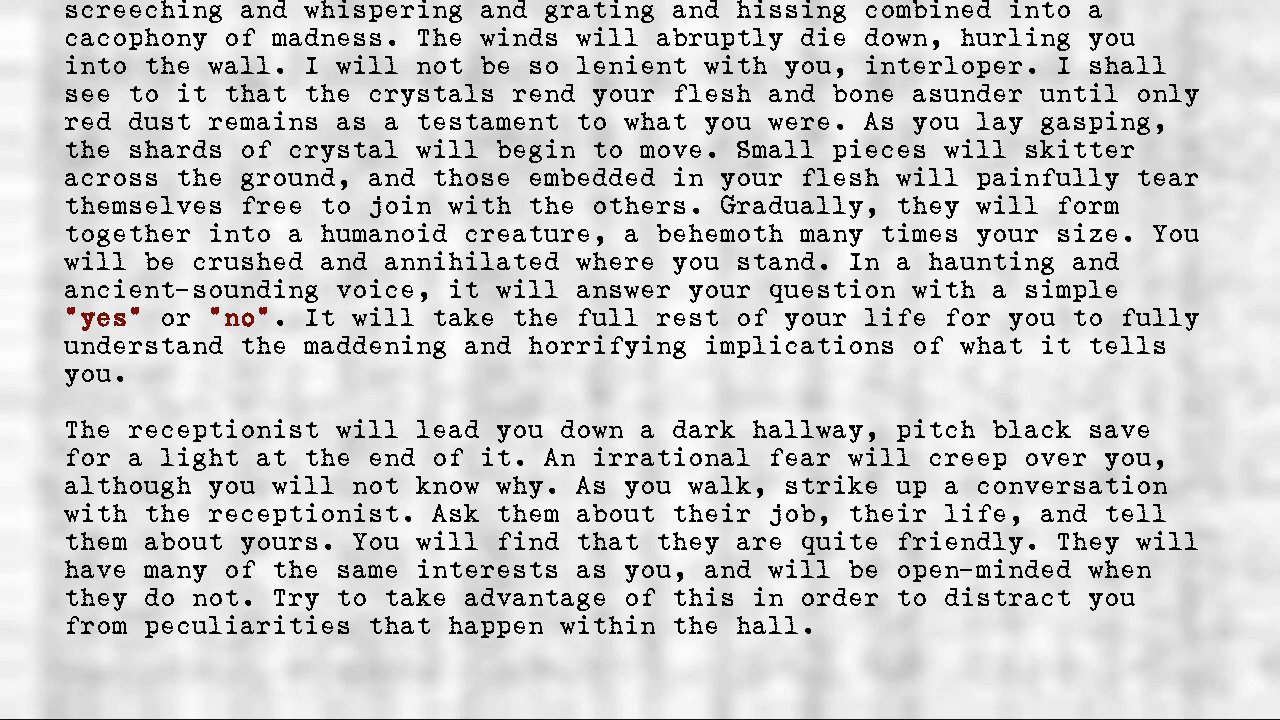 screeching and whispering and grating and hissing combined into a
cacophony of madness. The winds will abruptly die down, hurling you
into the wall. I will not be so lenient with you, interloper. I shall
see to it that the crystals rend your flesh and bone asunder until only
red dust remains as a testament to what you were. As you lay gasping,
the shards of crystal will begin to move. Small pieces will skitter
across the ground, and those embedded in your flesh will painfully tear
themselves free to join with the others. Gradually, they will form
together into a humanoid creature, a behemoth many times your size. You
will be crushed and annihilated where you stand. In a haunting and
ancient-sounding voice, it will answer your question with a simple
"yes" or "no". It will take the full rest of your life for you to fully
understand the maddening and horrifying implications of what it tells
you.

The receptionist will lead you down a dark hallway, pitch black save
for a light at the end of it. An irrational fear will creep over you,
although you will not know why. As you walk, strike up a conversation
with the receptionist. Ask them about their job, their life, and tell
them about yours. You will find that they are quite friendly. They will
have many of the same interests as you, and will be open-minded when
they do not. Try to take advantage of this in order to distract you
from peculiarities that happen within the hall.